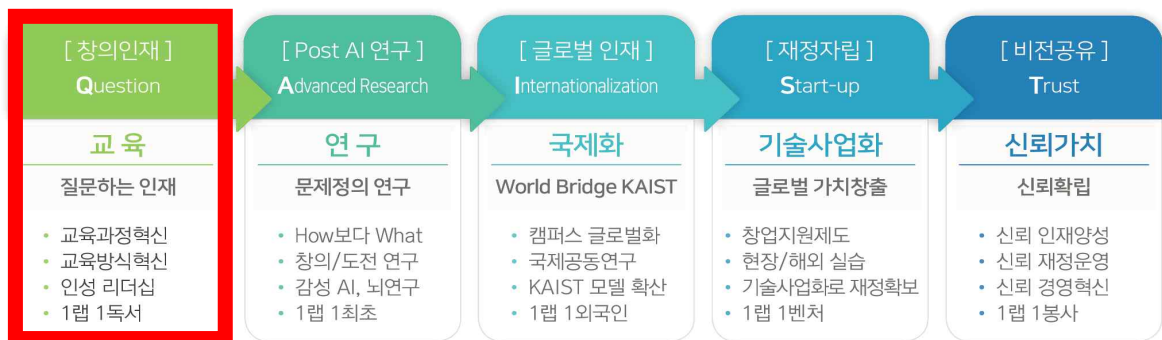 [ 창의인재 ]
Question
교 육
질문하는 인재
• 교육과정혁신
• 교육방식혁신
• 인성 리더십
• 1랩 1독서
[ Post AI 연구 ]
Advanced Research
연 구
문제정의 연구
• How보다 What
• 창의/도전 연구
• 감성 AI, 뇌연구
• 1랩 1최초
[ 글로벌 인재 ]
Internationalization
국제화
World Bridge KAIST
• 캠퍼스 글로벌화
• 국제공동연구
• KAIST 모델 확산
• 1랩 1외국인
[ 재정자립 ]
Start-up
기술사업화
글로벌 가치창출
• 창업지원제도
• 현장/해외 실습
• 기술사업화로 재정확보
• 1랩 1벤처
[ 비전공유 ]
Trust
신뢰가치
신뢰확립
• 신뢰 인재양성
• 신뢰 재정운영
• 신뢰 경영혁신
• 1랩 1봉사